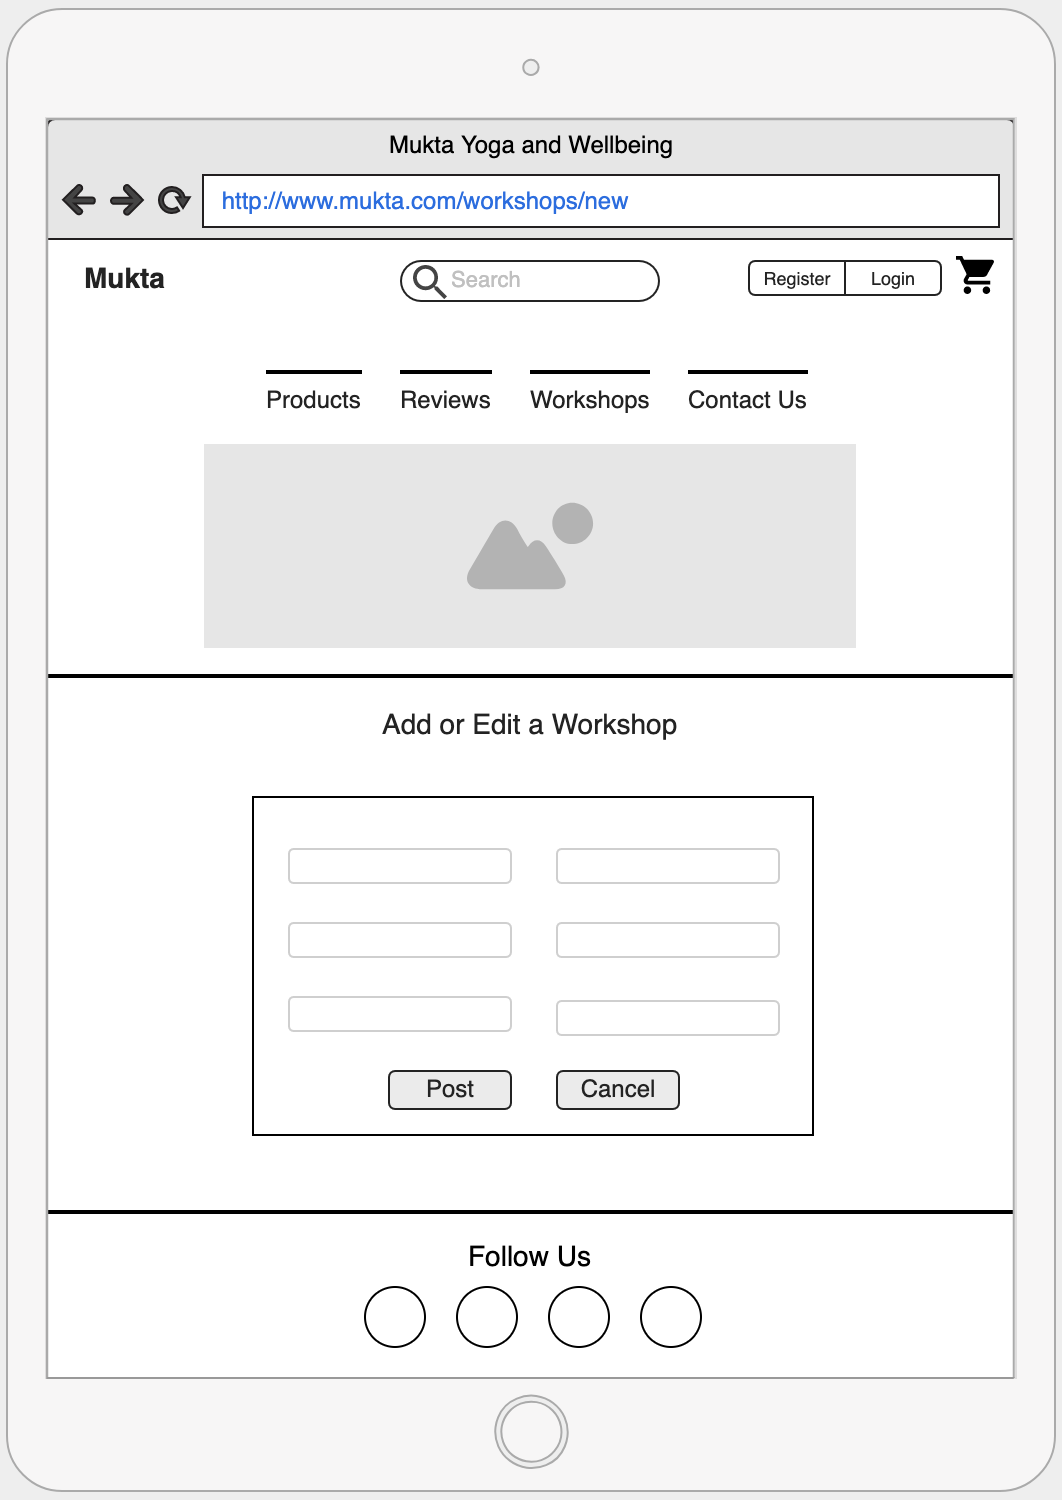 Mukta Yoga and Wellbeing
http://www.mukta.com/workshops/new
Mukta
Search
Register
Login
Products
Reviews
Workshops
Contact Us
Add or Edit a Workshop
Post
Cancel
Follow Us